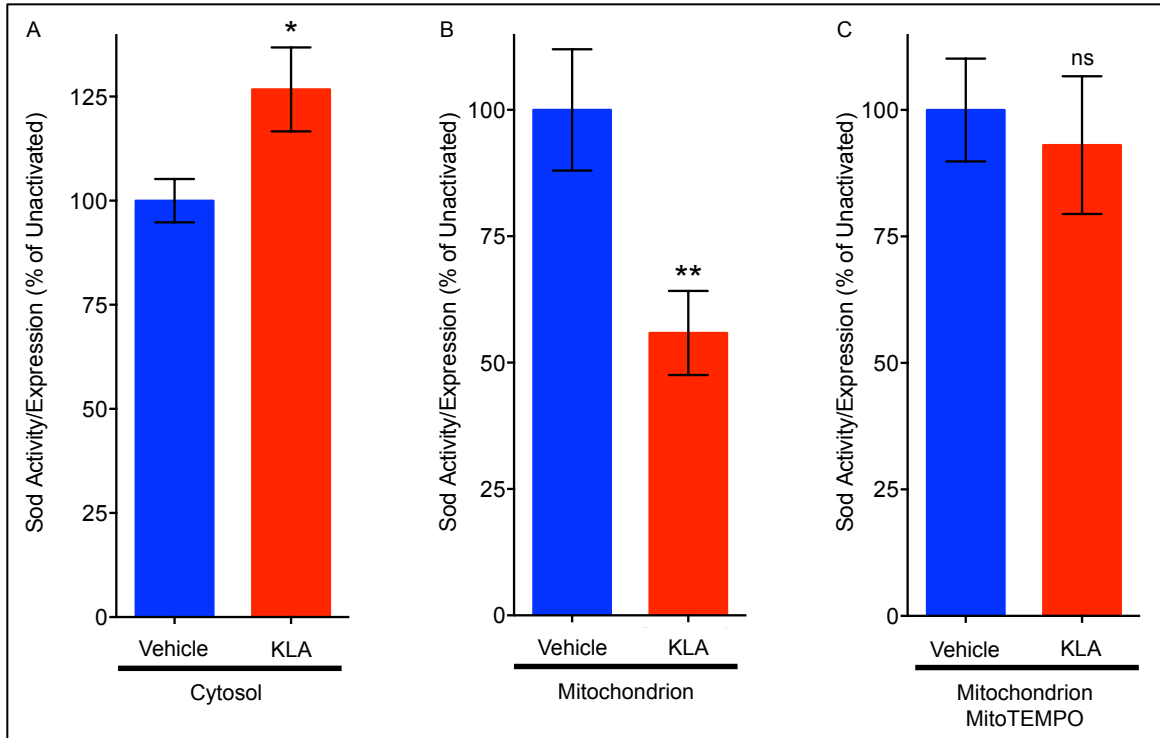 A
Sod Activity/Expression (% of Unactivated)
125
100
75
50
25
0
*
Vehicle
KLA
Cytosol
B
Sod Activity/Expression (% of Unactivated)
100
75
50
25
0
**
Vehicle
KLA
Mitochondrion
C
Sod Activity/Expression (% of Unactivated)
100
75
50
25
0
ns
Vehicle
KLA
Mitochondrion
MitoTEMPO